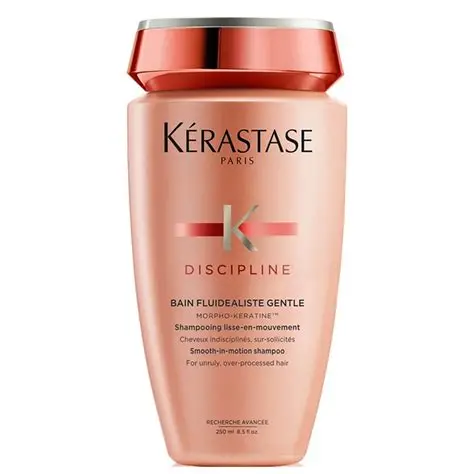 KÉRASTASE
PARIS
K
DISCIPLINE
BAIN FLUIDEALISTE GENTLE
MORPHO-KERATINE™
Shampooing lisse-en-mouvement
Cheveux indisciplinés, sur-sollicités
Smooth-in-motion shampoo
For unruly, over-processed hair
RECHERCHE AVANCÉE
250 ml 8.5 fl.oz